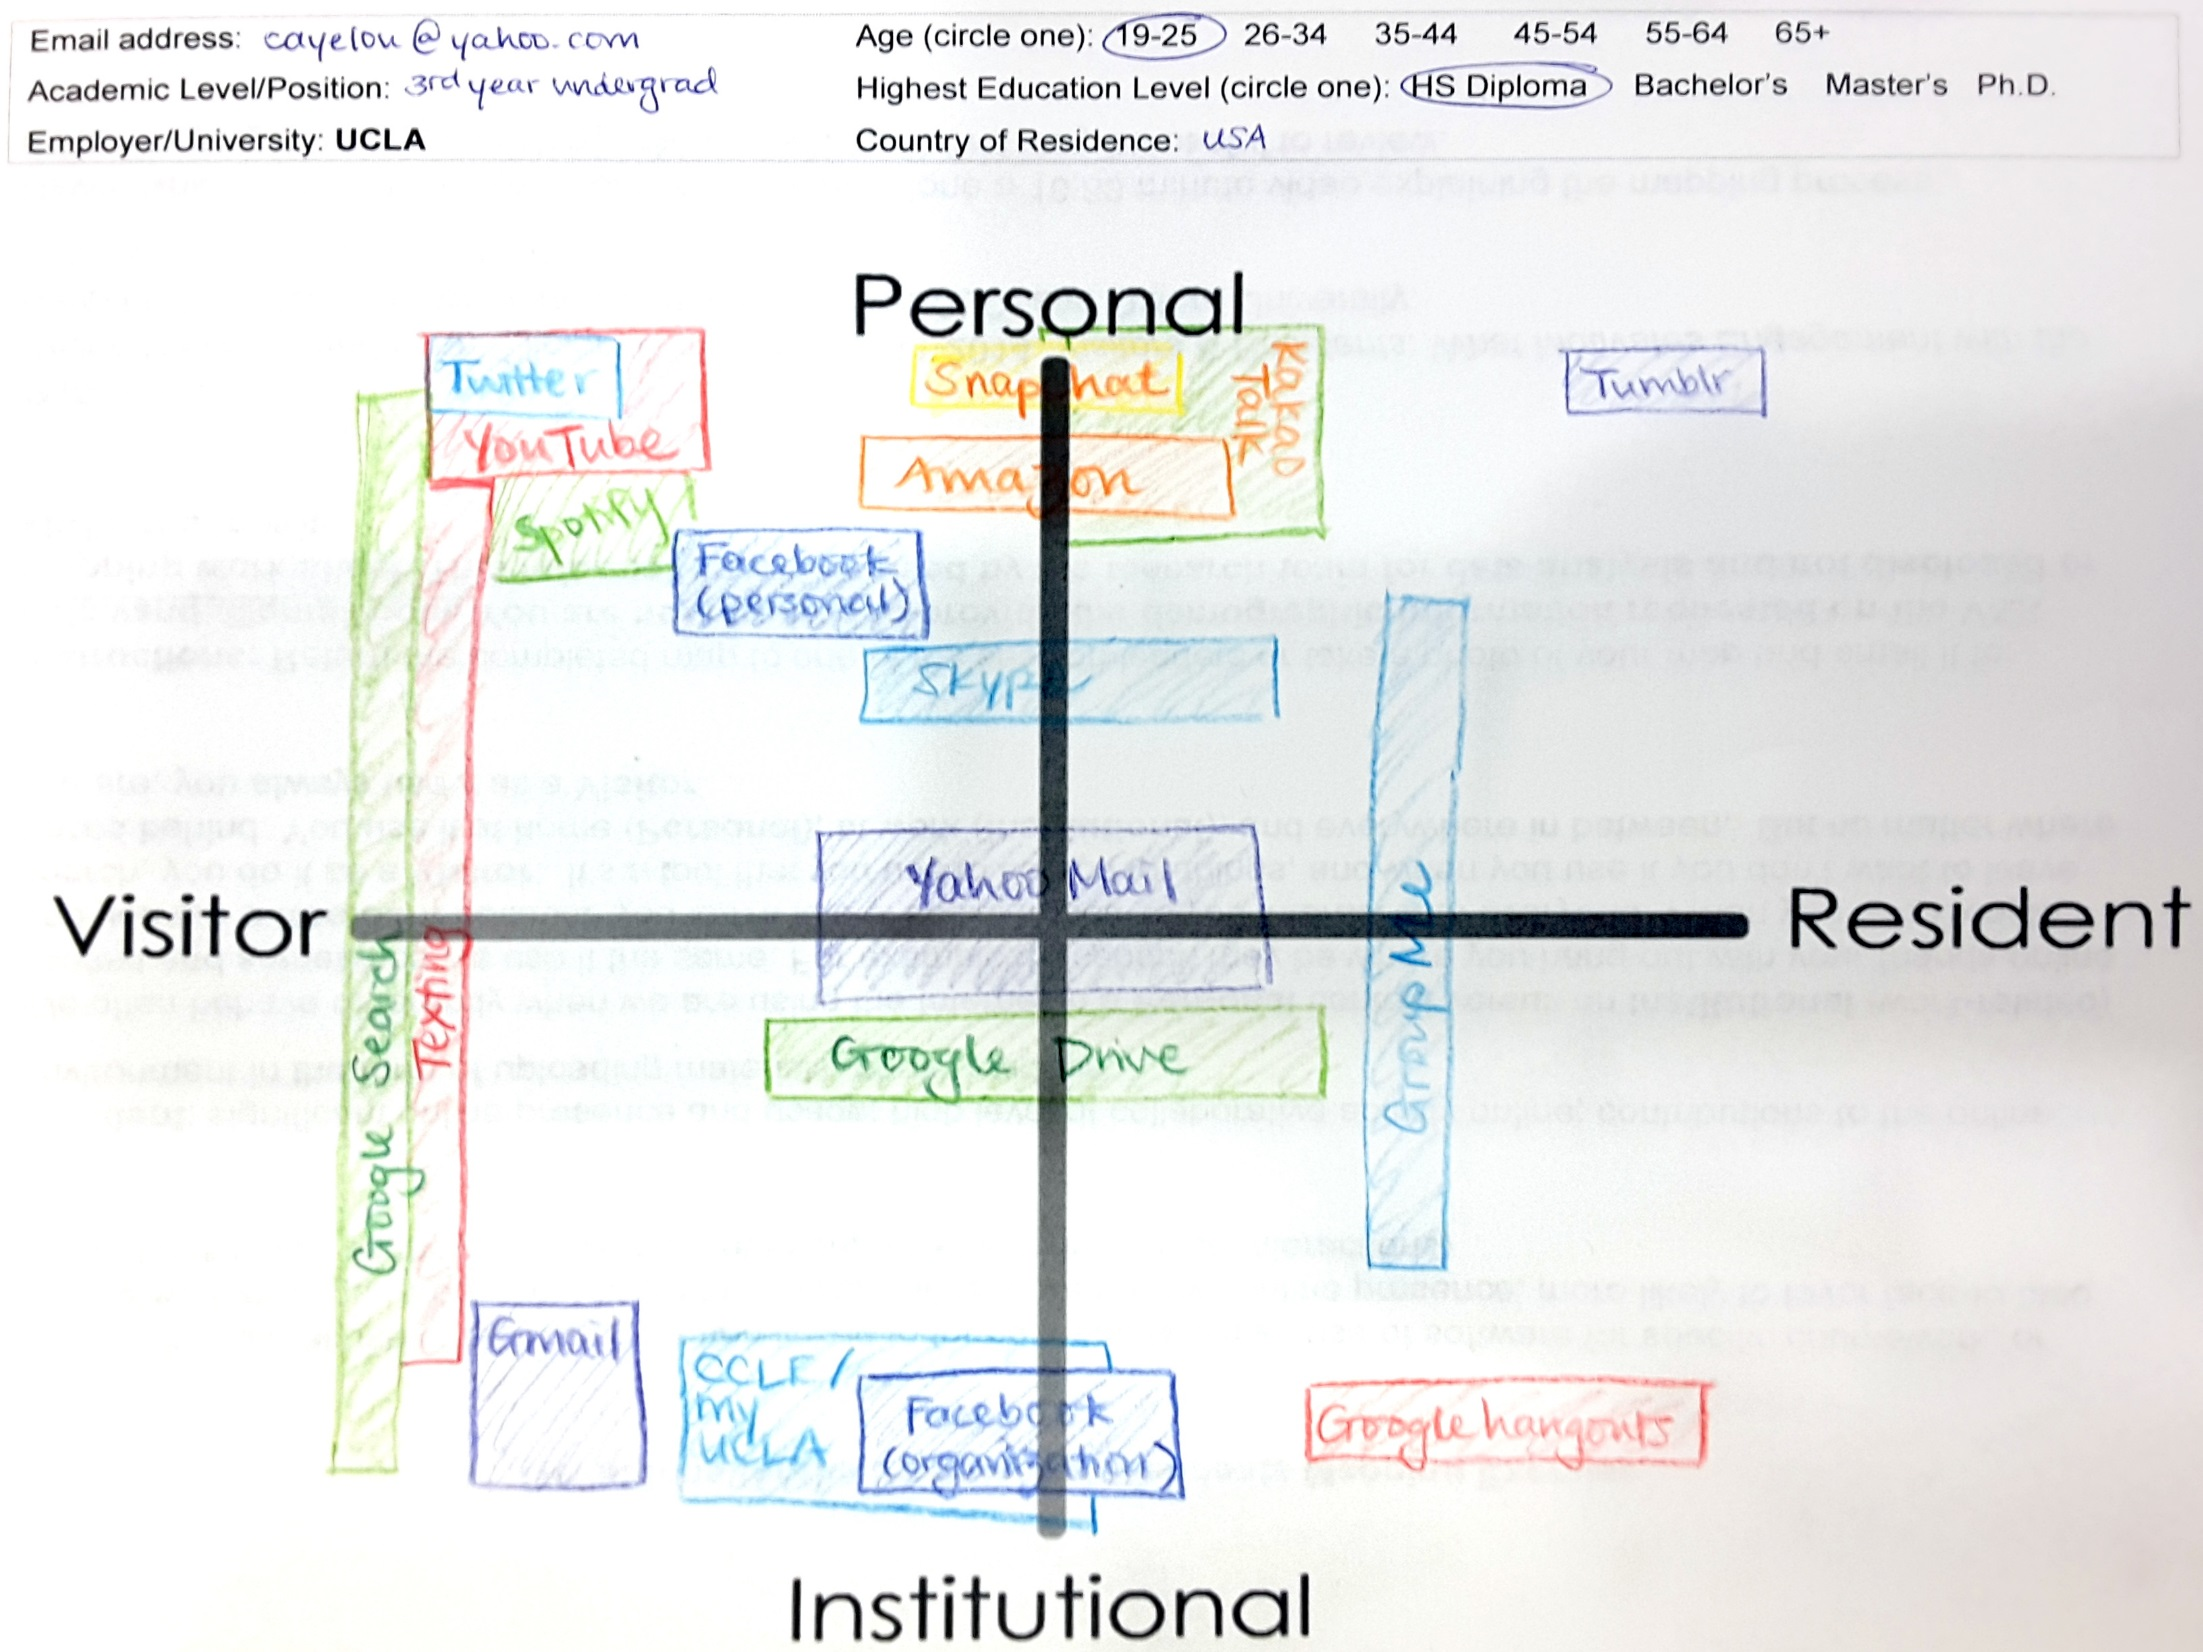 Email address: cayelou@yahoo.com
Age (circle one): 19-25 26-34 35-44 45-54 55-64 65+
Academic Level/Position: 3rd year undergrad
Highest Education Level (circle one): HS Diploma Bachelor's Master's Ph.D.
Employer/University: UCLA
Country of Residence: USA
Personal
Twitter
YouTube
Spotify
Snapchat
Kakao
Talk
Amazon
Tumblr
Facebook
(personal)
Skype
Yahoo Mail
Visitor
Resident
Google Search
Texting
Google Drive
GroupMe
Gmail
CCLE/
my
UCLA
Facebook
(organization)
Google hangouts
Institutional